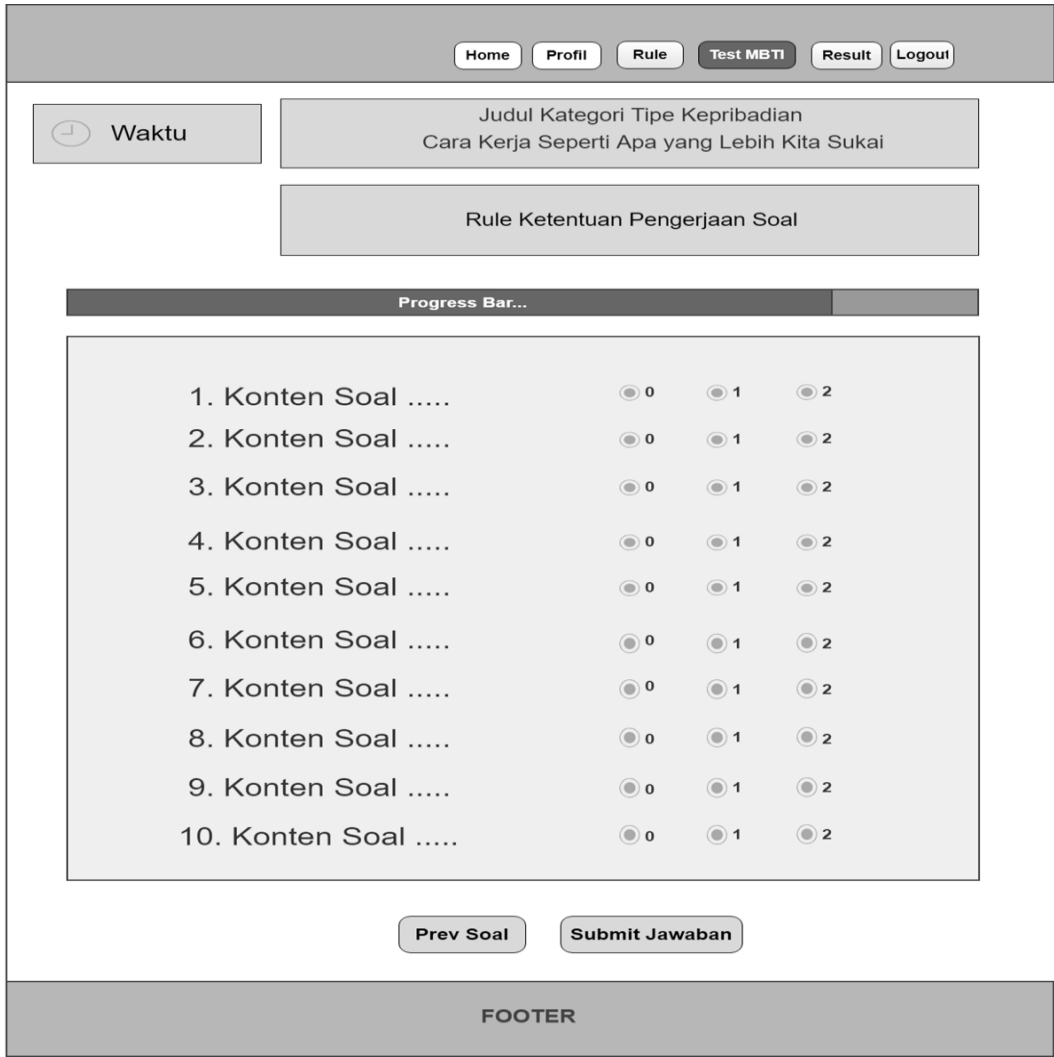 Home Profil Rule Test MBTI Result Logout
Waktu
Judul Kategori Tipe Kepribadian
Cara Kerja Seperti Apa yang Lebih Kita Sukai
Rule Ketentuan Pengerjaan Soal
Progress Bar...
1. Konten Soal ..... 0 1 2
2. Konten Soal ..... 0 1 2
3. Konten Soal ..... 0 1 2
4. Konten Soal ..... 0 1 2
5. Konten Soal ..... 0 1 2
6. Konten Soal ..... 0 1 2
7. Konten Soal ..... 0 1 2
8. Konten Soal ..... 0 1 2
9. Konten Soal ..... 0 1 2
10. Konten Soal ..... 0 1 2
Prev Soal Submit Jawaban
FOOTER